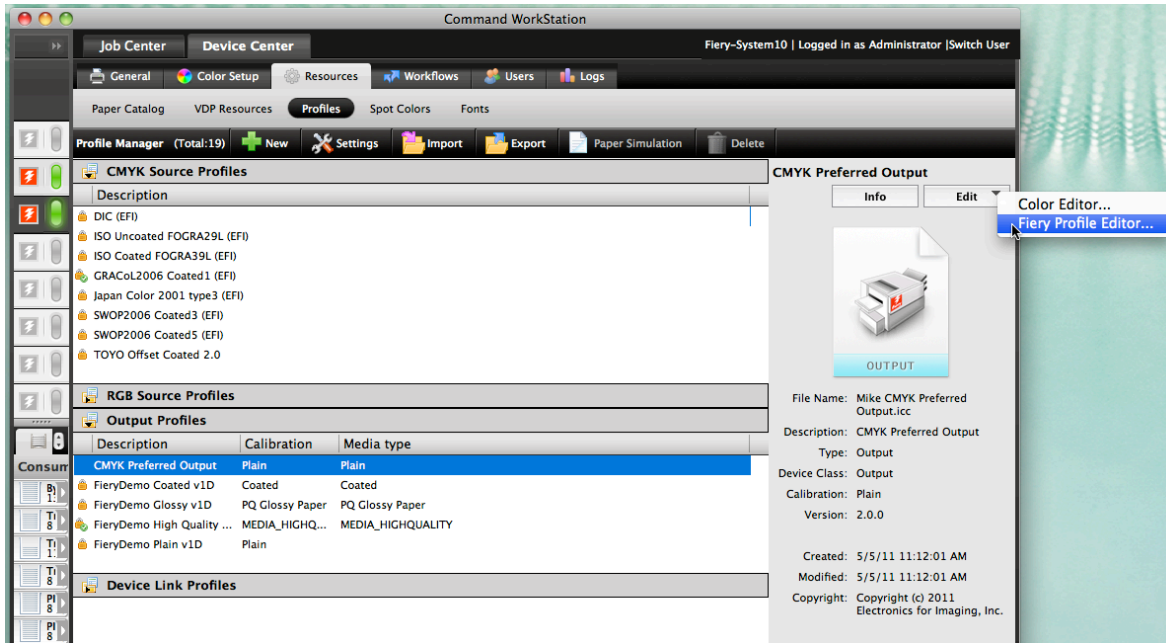 Command WorkStation
Job Center Device Center Fiery-System10 | Logged in as Administrator |Switch User
General Color Setup Resources Workflows Users Logs
Paper Catalog VDP Resources Profiles Spot Colors Fonts
Profile Manager (Total:19) New Settings Import Export Paper Simulation Delete
CMYK Source Profiles
Description
DIC (EFI)
ISO Uncoated FOGRA29L (EFI)
ISO Coated FOGRA39L (EFI)
GRACoL2006 Coated1 (EFI)
Japan Color 2001 type3 (EFI)
SWOP2006 Coated3 (EFI)
SWOP2006 Coated5 (EFI)
TOYO Offset Coated 2.0
RGB Source Profiles
Output Profiles
Description Calibration Media type
CMYK Preferred Output Plain Plain
FieryDemo Coated v1D Coated Coated
FieryDemo Glossy v1D PQ Glossy Paper PQ Glossy Paper
FieryDemo High Quality ... MEDIA_HIGHQ... MEDIA_HIGHQUALITY
FieryDemo Plain v1D Plain
Device Link Profiles
CMYK Preferred Output
Info Edit
Color Editor...
Fiery Profile Editor...
OUTPUT
File Name: Mike CMYK Preferred
Output.icc
Description: CMYK Preferred Output
Type: Output
Device Class: Output
Calibration: Plain
Version: 2.0.0
Created: 5/5/11 11:12:01 AM
Modified: 5/5/11 11:12:01 AM
Copyright: Copyright (c) 2011
Electronics for Imaging, Inc.
Consum